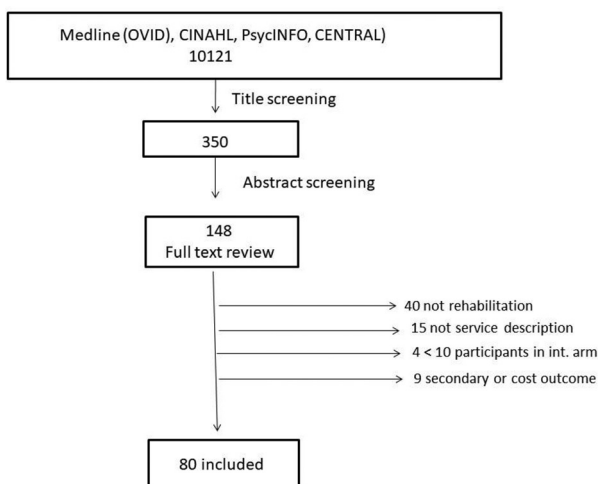 Medline (OVID), CINAHL, PsycINFO, CENTRAL)
10121
Title screening
350
Abstract screening
148
Full text review
40 not rehabilitation
15 not service description
4 < 10 participants in int. arm
9 secondary or cost outcome
80 included